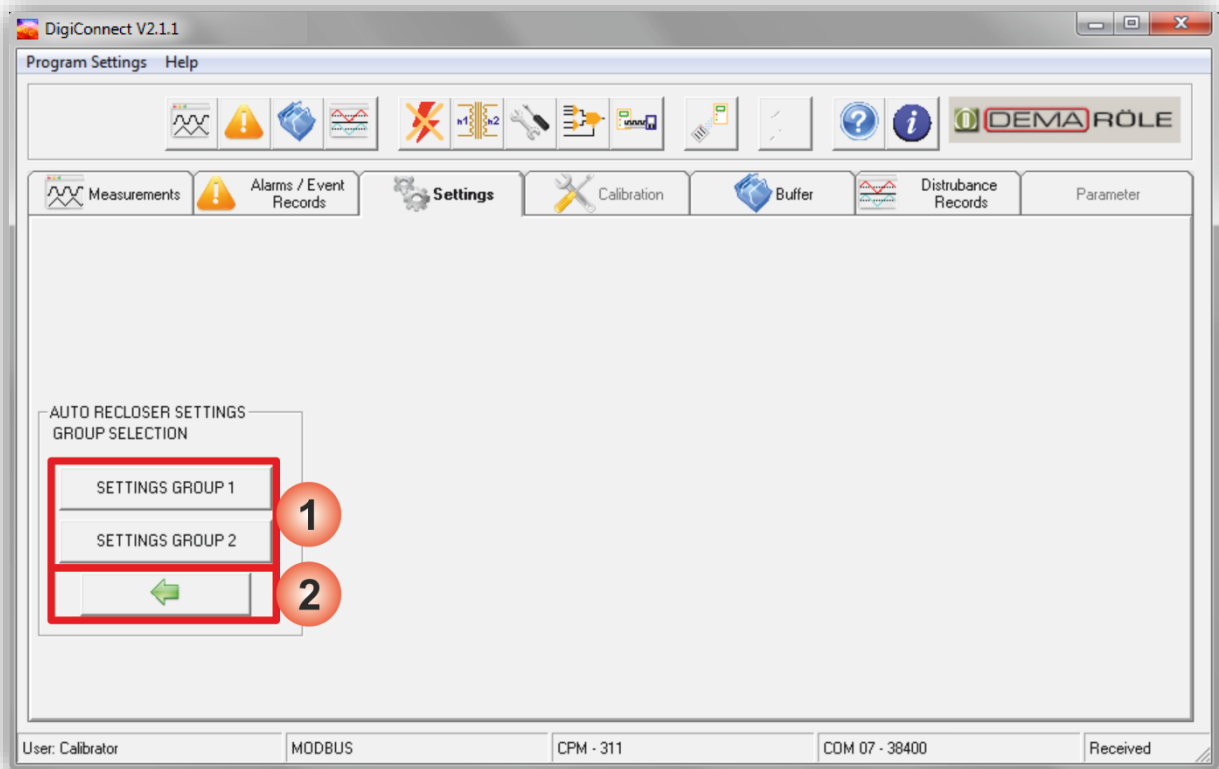 DigiConnect V2.1.1
Program Settings Help
n1 n2
DEMA RÖLE
Measurements
Alarms / Event
Records
Settings
Calibration
Buffer
Distrubance
Records
Parameter
AUTO RECLOSER SETTINGS
GROUP SELECTION
SETTINGS GROUP 1
1
SETTINGS GROUP 2
2
User: Calibrator MODBUS CPM - 311 COM 07 - 38400 Received